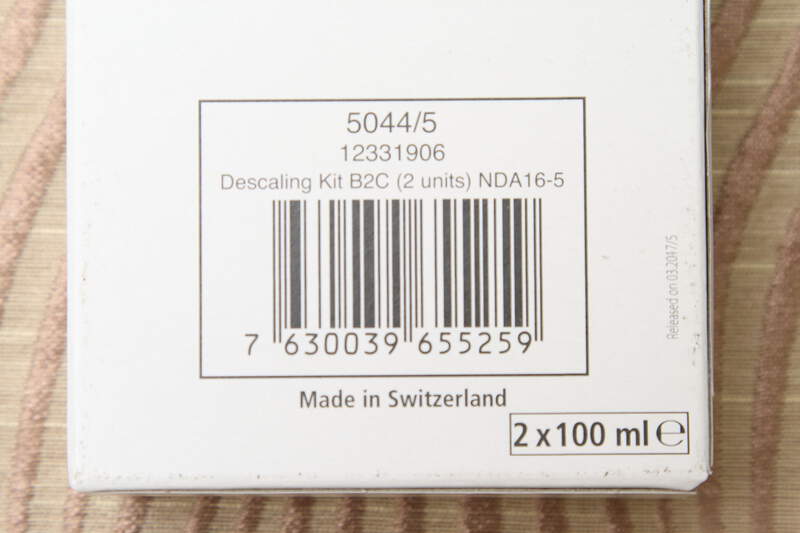 5044/5
12331906
Descaling Kit B2C (2 units) NDA16-5
7 630039 655259
Made in Switzerland
2 x 100 ml ℮
Released on 03.2047/5